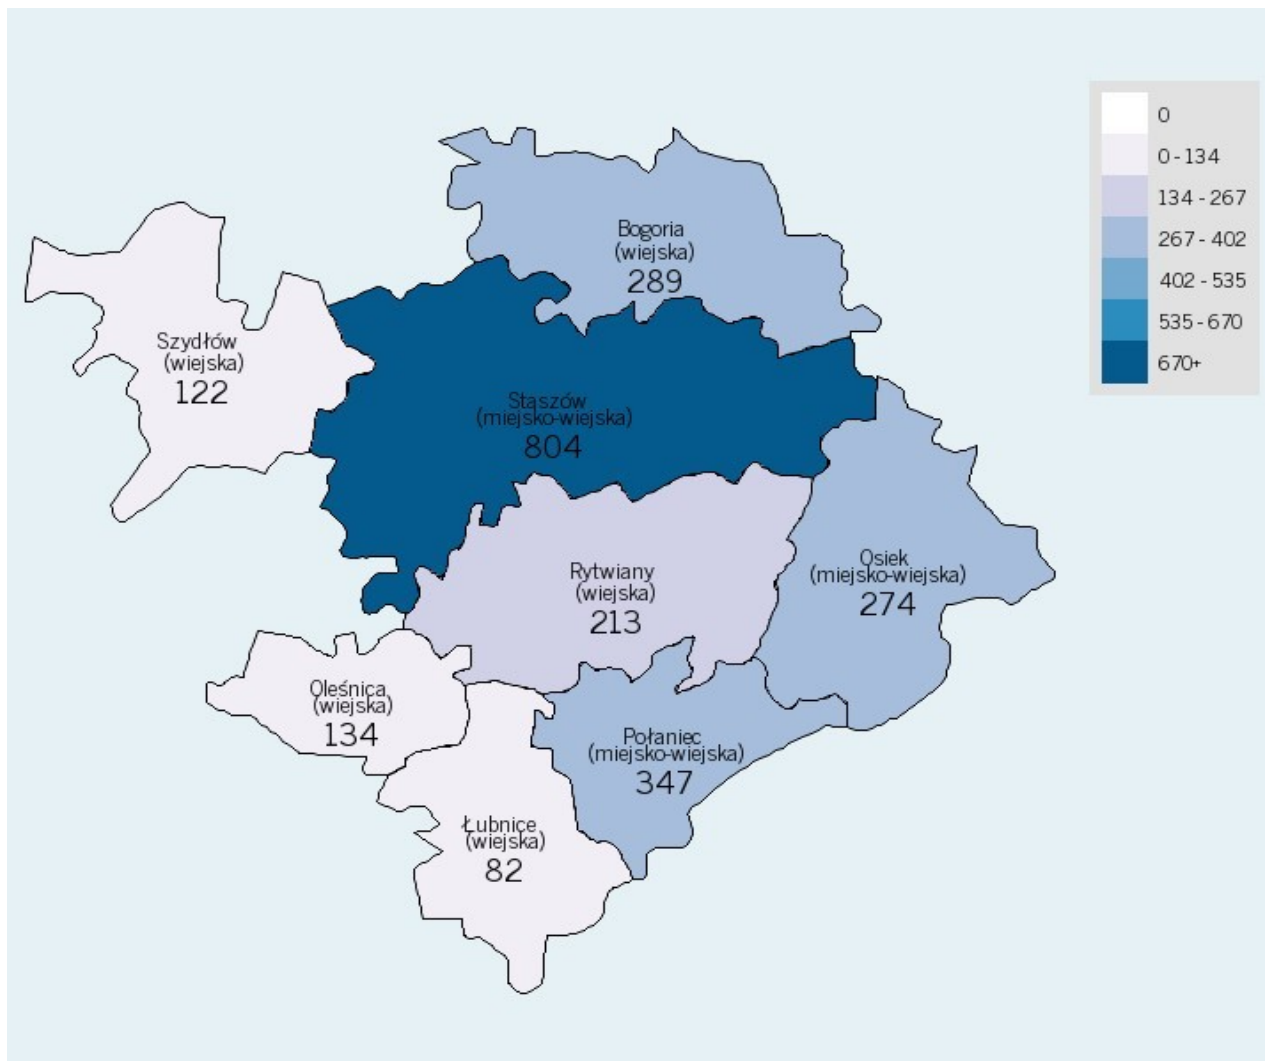 0
0 - 134
134 - 267
267 - 402
402 - 535
535 - 670
670+
Bogoria
(wiejska)
289
Szydłów
(wiejska)
122
Staszów
(miejsko-wiejska)
804
Osiek
(miejsko-wiejska)
274
Rytwiany
(wiejska)
213
Oleśnica
(wiejska)
134
Połaniec
(miejsko-wiejska)
347
Łubnice
(wiejska)
82